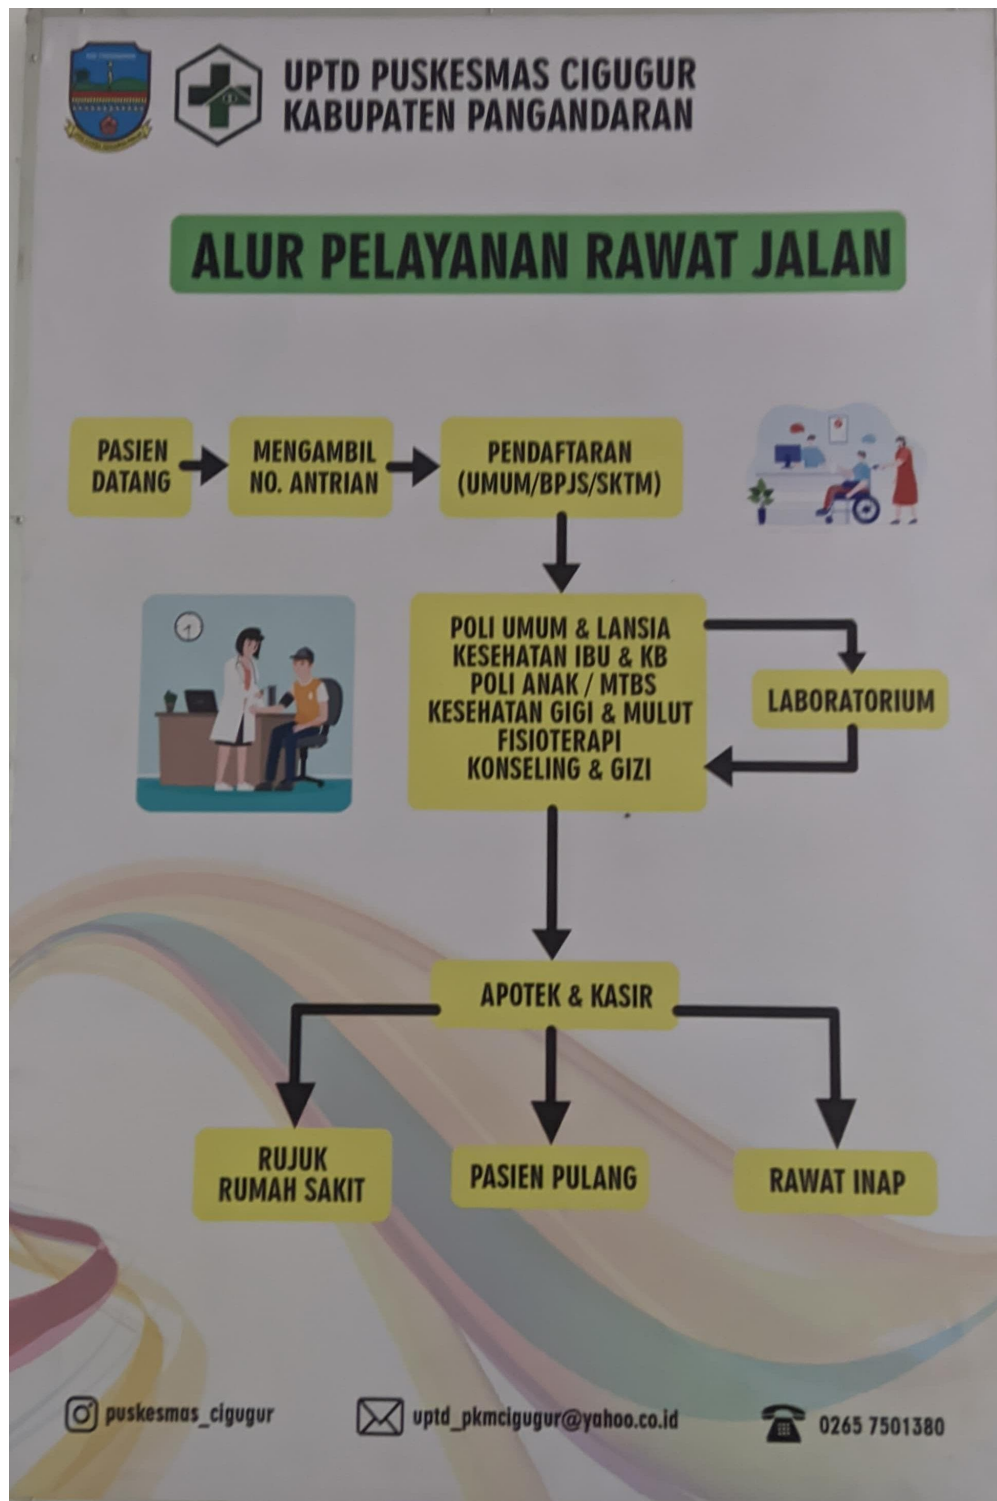 UPTD PUSKESMAS CIGUGUR
KABUPATEN PANGANDARAN
ALUR PELAYANAN RAWAT JALAN
PASIEN
DATANG
MENGAMBIL
NO. ANTRIAN
PENDAFTARAN
(UMUM/BPJS/SKTM)
POLI UMUM & LANSIA
KESEHATAN IBU & KB
POLI ANAK / MTBS
KESEHATAN GIGI & MULUT
FISIOTERAPI
KONSELING & GIZI
LABORATORIUM
APOTEK & KASIR
RUJUK
RUMAH SAKIT
PASIEN PULANG
RAWAT INAP
puskesmas_cigugur
uptd_pkmcigugur@yahoo.co.id
0265 7501380